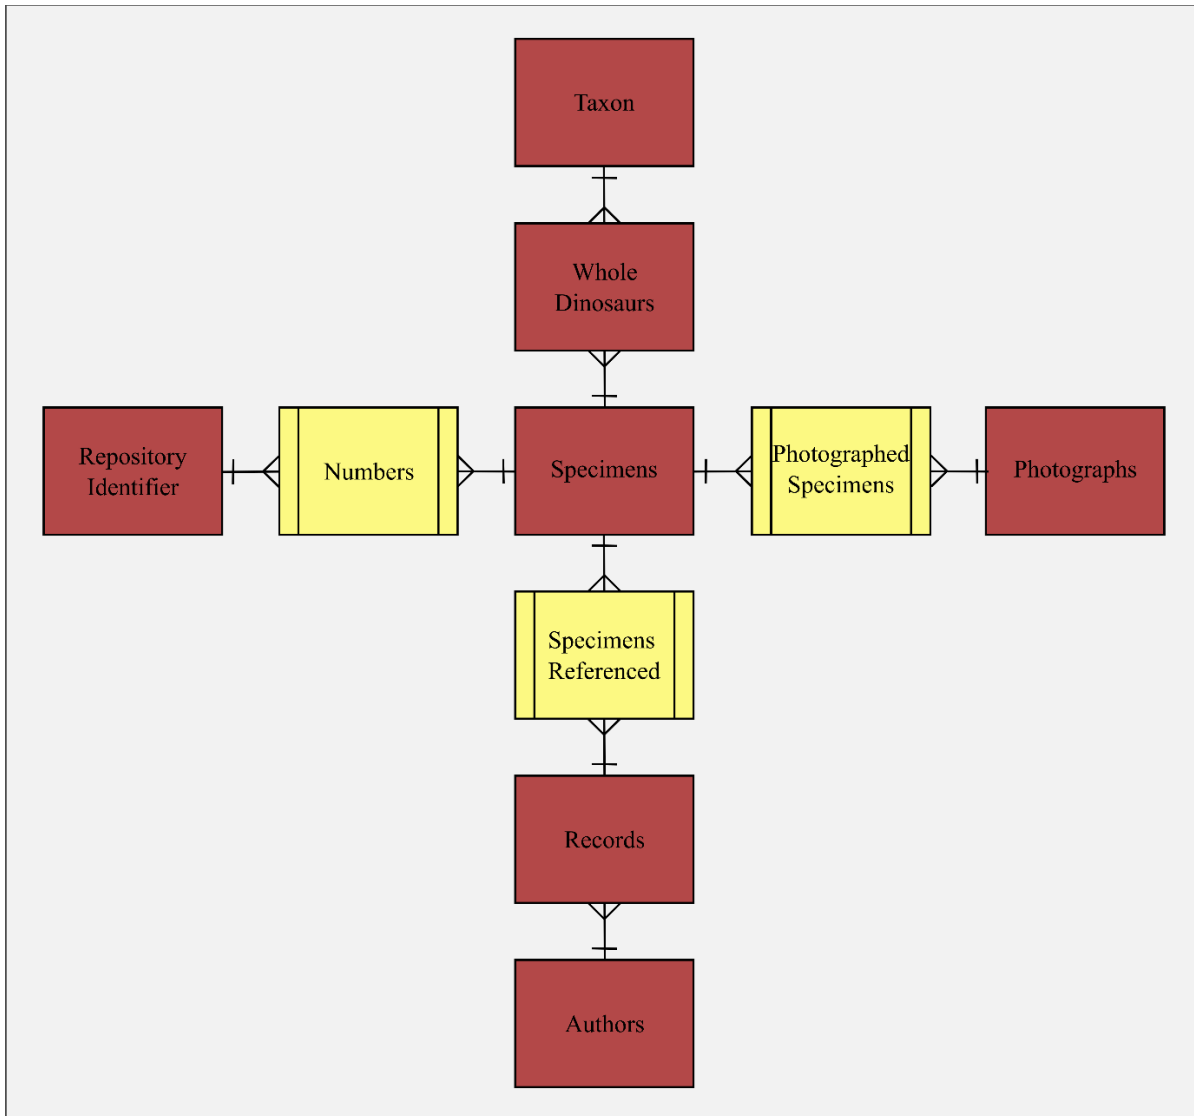 Taxon
Whole
Dinosaurs
Repository
Identifier
Numbers
Specimens
Photographed
Specimens
Photographs
Specimens
Referenced
Records
Authors